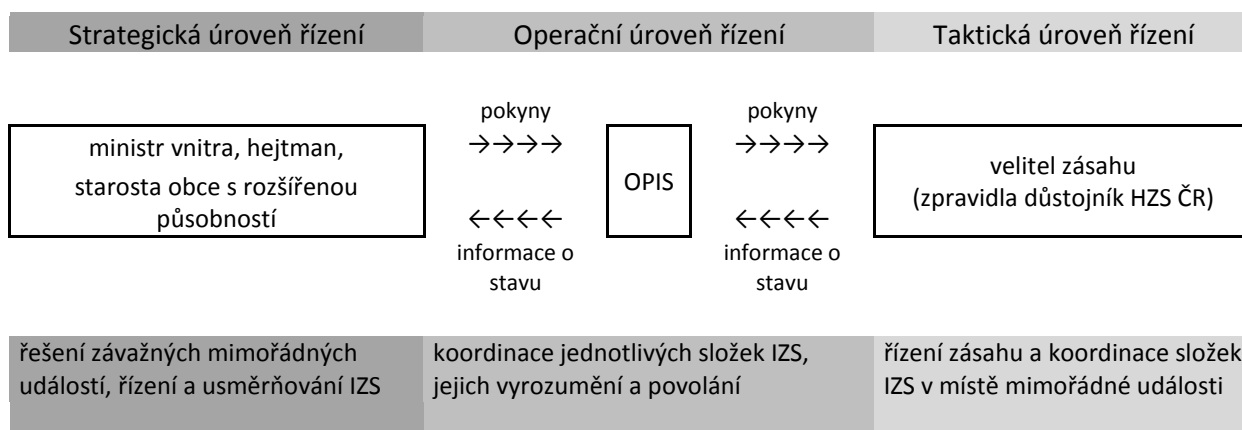 Strategická úroveň řízení
Operační úroveň řízení
Taktická úroveň řízení
ministr vnitra, hejtman,
starosta obce s rozšířenou
působností
pokyny
→→→→
←←←←
informace o
stavu
OPIS
pokyny
→→→→
←←←←
informace o
stavu
velitel zásahu
(zpravidla důstojník HZS ČR)
řešení závažných mimořádných
událostí, řízení a usměrňování IZS
koordinace jednotlivých složek IZS,
jejich vyrozumění a povolání
řízení zásahu a koordinace složek
IZS v místě mimořádné události